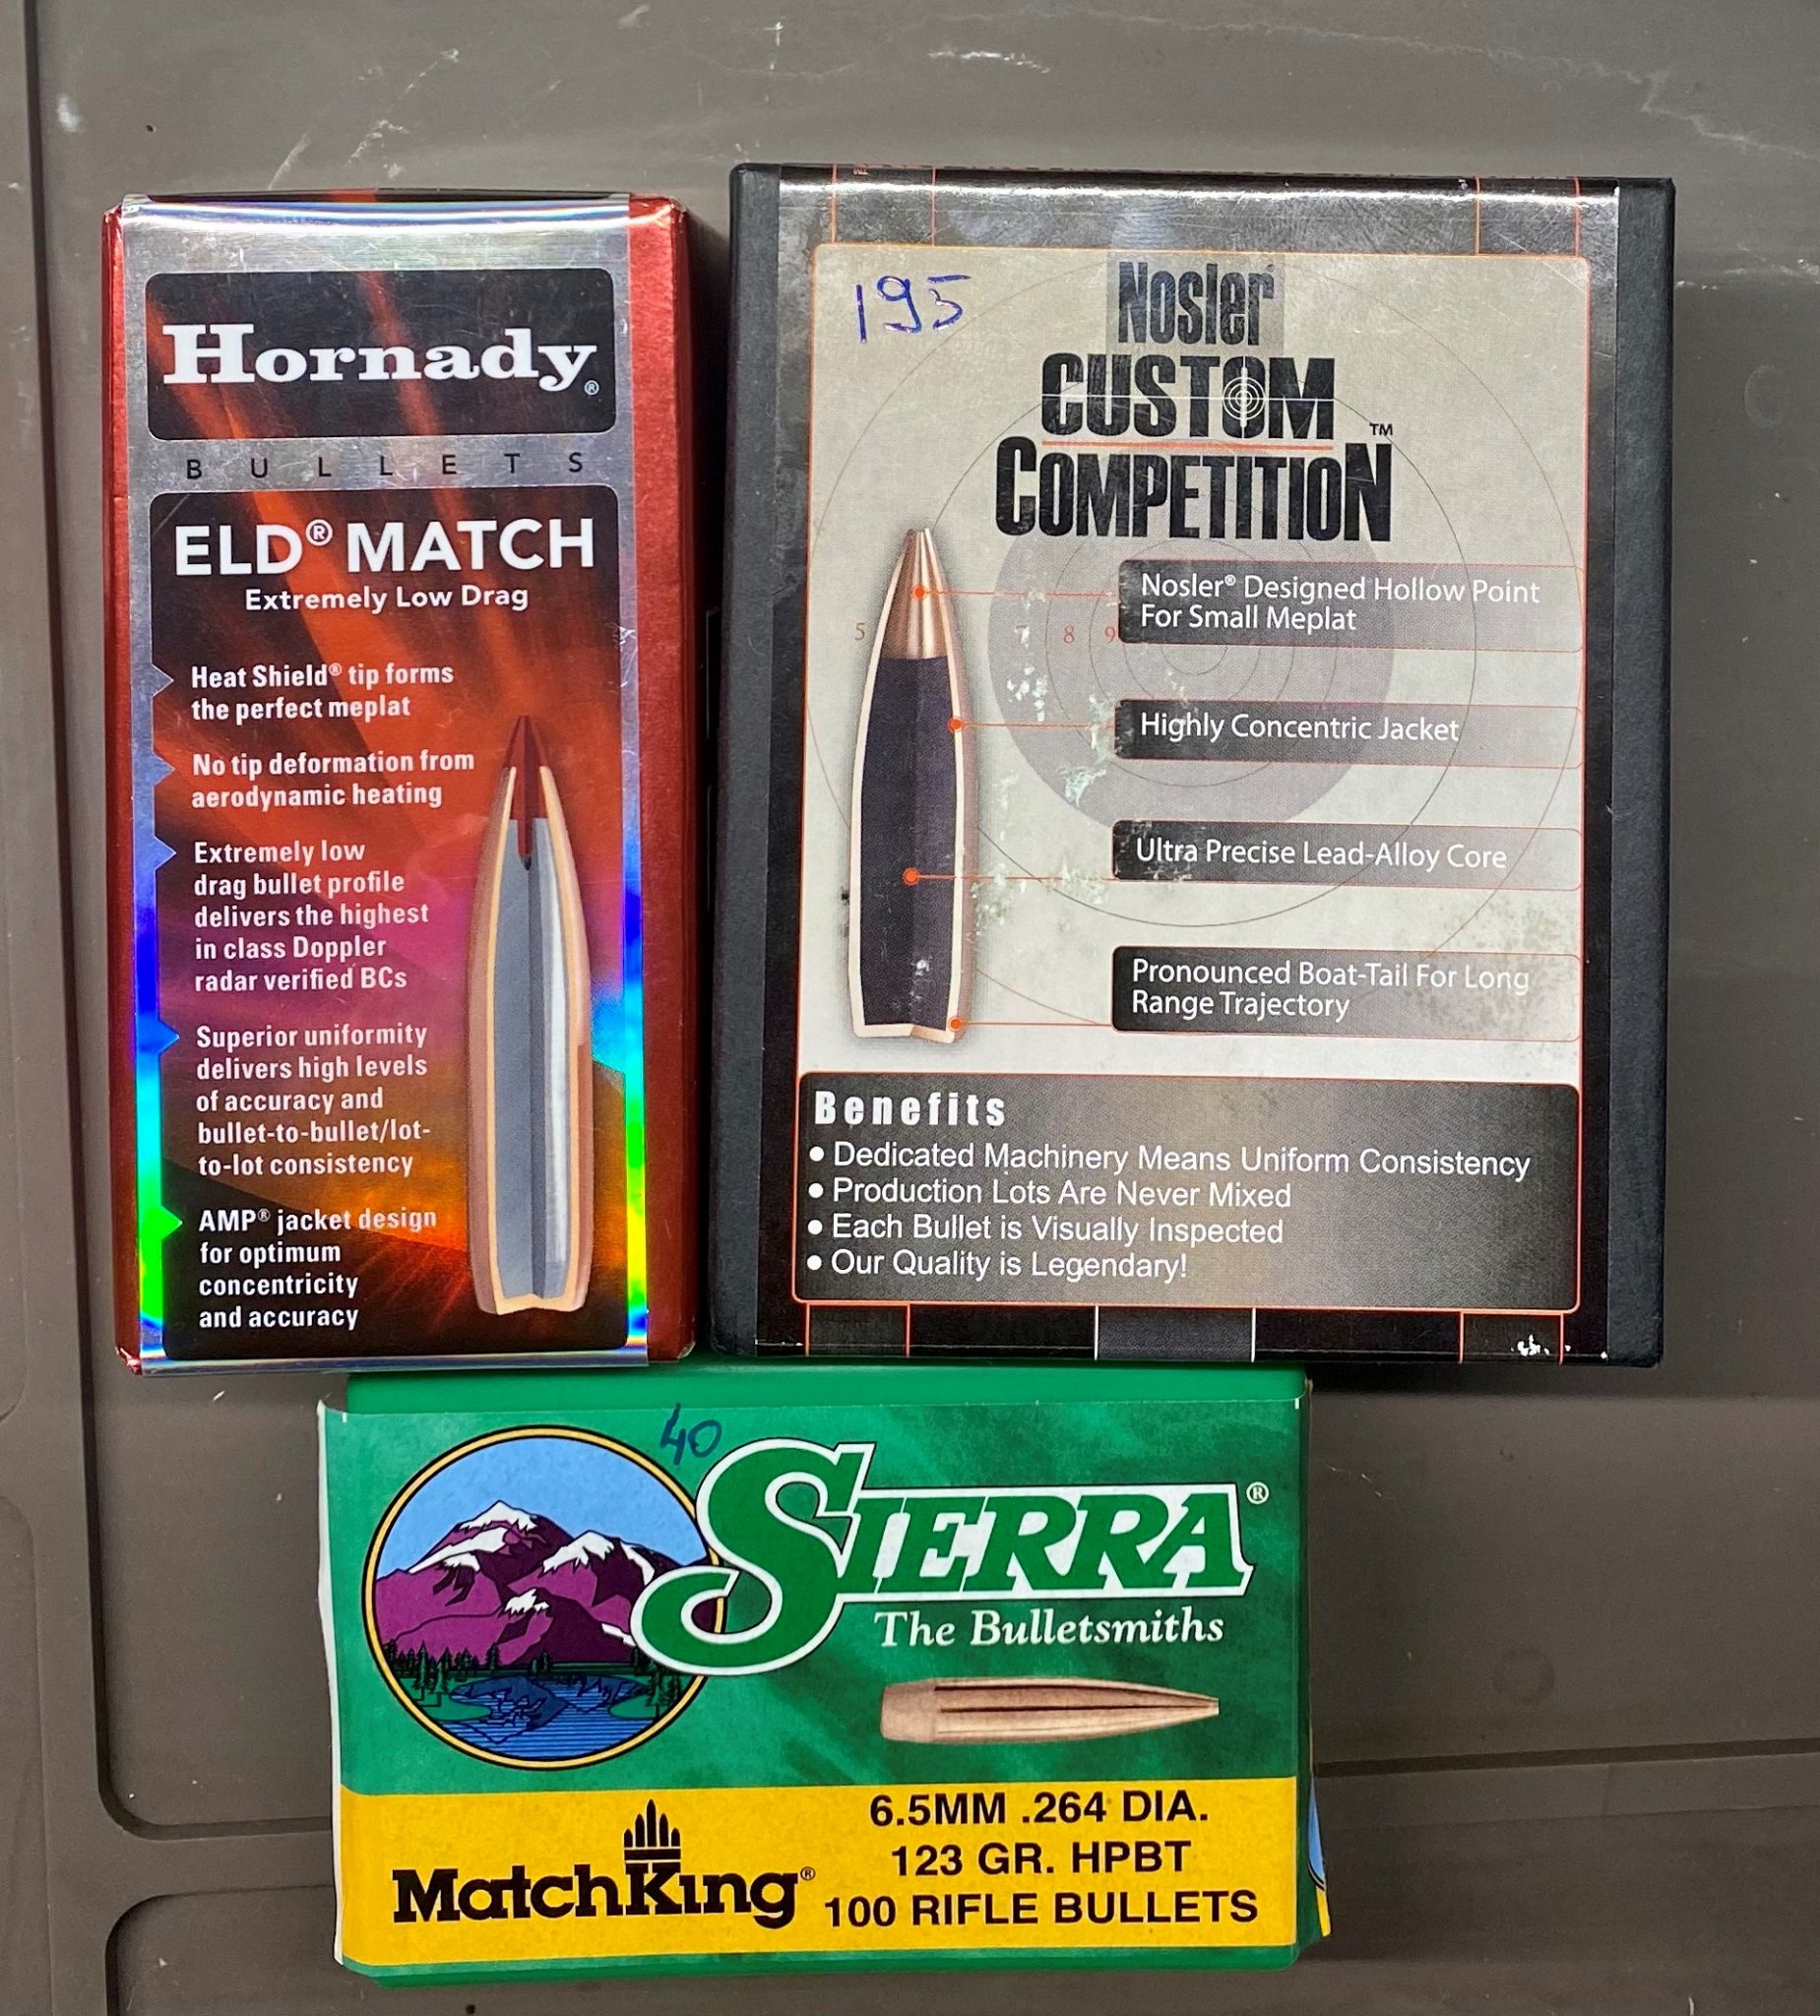 Hornady®
BULLETS
ELD® MATCH
Extremely Low Drag
Heat Shield® tip forms
the perfect meplat
No tip deformation from
aerodynamic heating
Extremely low
drag bullet profile
delivers the highest
in class Doppler
radar verified BCs
Superior uniformity
delivers high levels
of accuracy and
bullet-to-bullet/lot-
to-lot consistency
AMP® jacket design
for optimum
concentricity
and accuracy
195
Nosler®
CUSTOM
COMPETITION™
Nosler® Designed Hollow Point
For Small Meplat
5 7 8 9
Highly Concentric Jacket
Ultra Precise Lead-Alloy Core
Pronounced Boat-Tail For Long
Range Trajectory
Benefits
• Dedicated Machinery Means Uniform Consistency
• Production Lots Are Never Mixed
• Each Bullet is Visually Inspected
• Our Quality is Legendary!
40
SIERRA®
The Bulletsmiths
MatchKing®
6.5MM .264 DIA.
123 GR. HPBT
100 RIFLE BULLETS